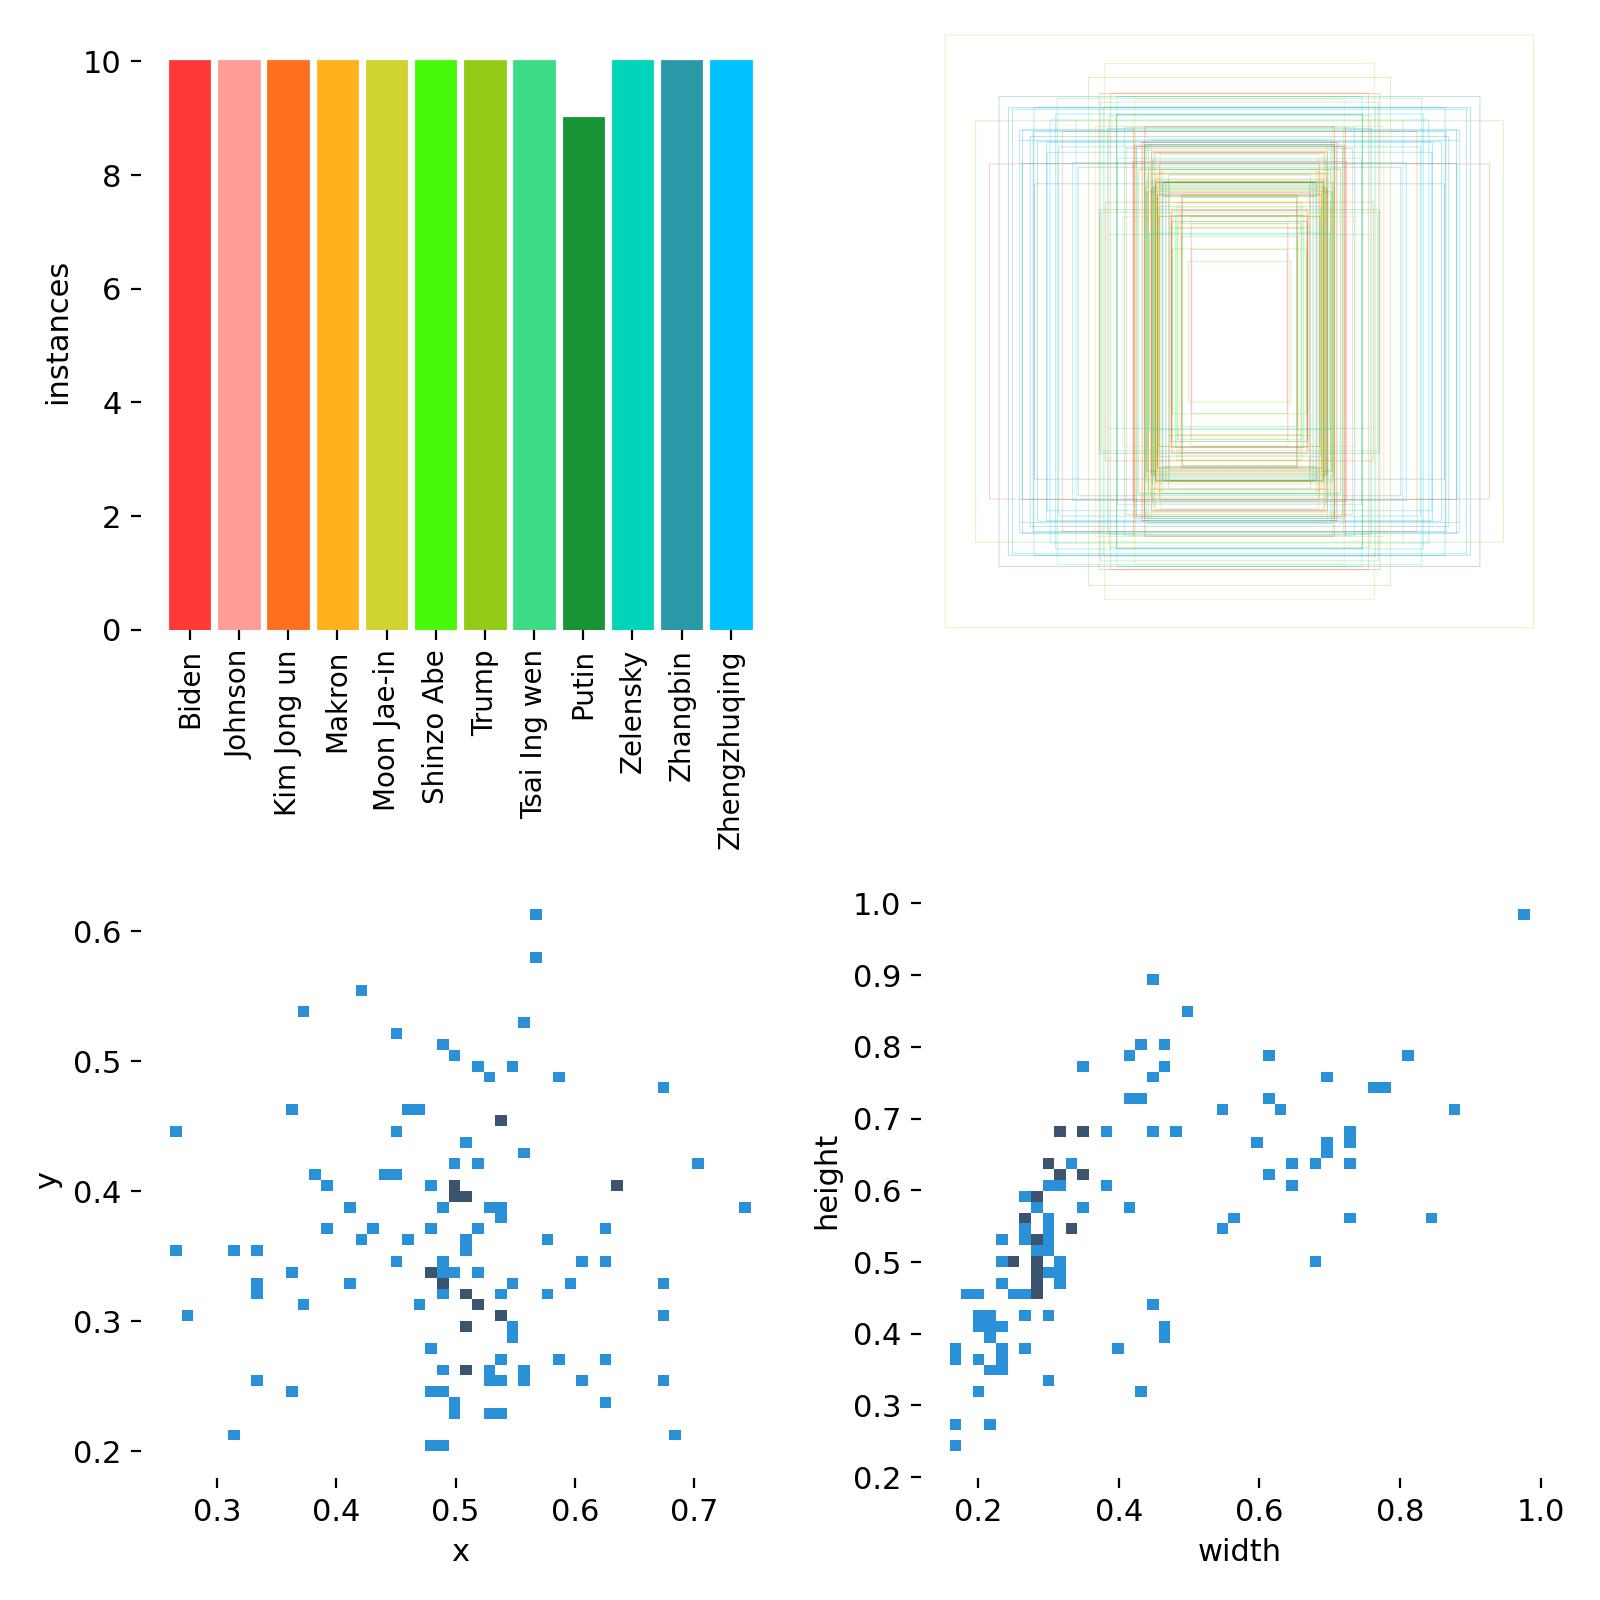 10
8
6
4
2
0
instances
Biden
Johnson
Kim Jong un
Makron
Moon Jae-in
Shinzo Abe
Trump
Tsai Ing wen
Putin
Zelensky
Zhangbin
Zhengzhuqing
0.6
0.5
0.4
0.3
0.2
y
0.3 0.4 0.5 0.6 0.7
x
1.0
0.9
0.8
0.7
0.6
0.5
0.4
0.3
0.2
height
0.2 0.4 0.6 0.8 1.0
width